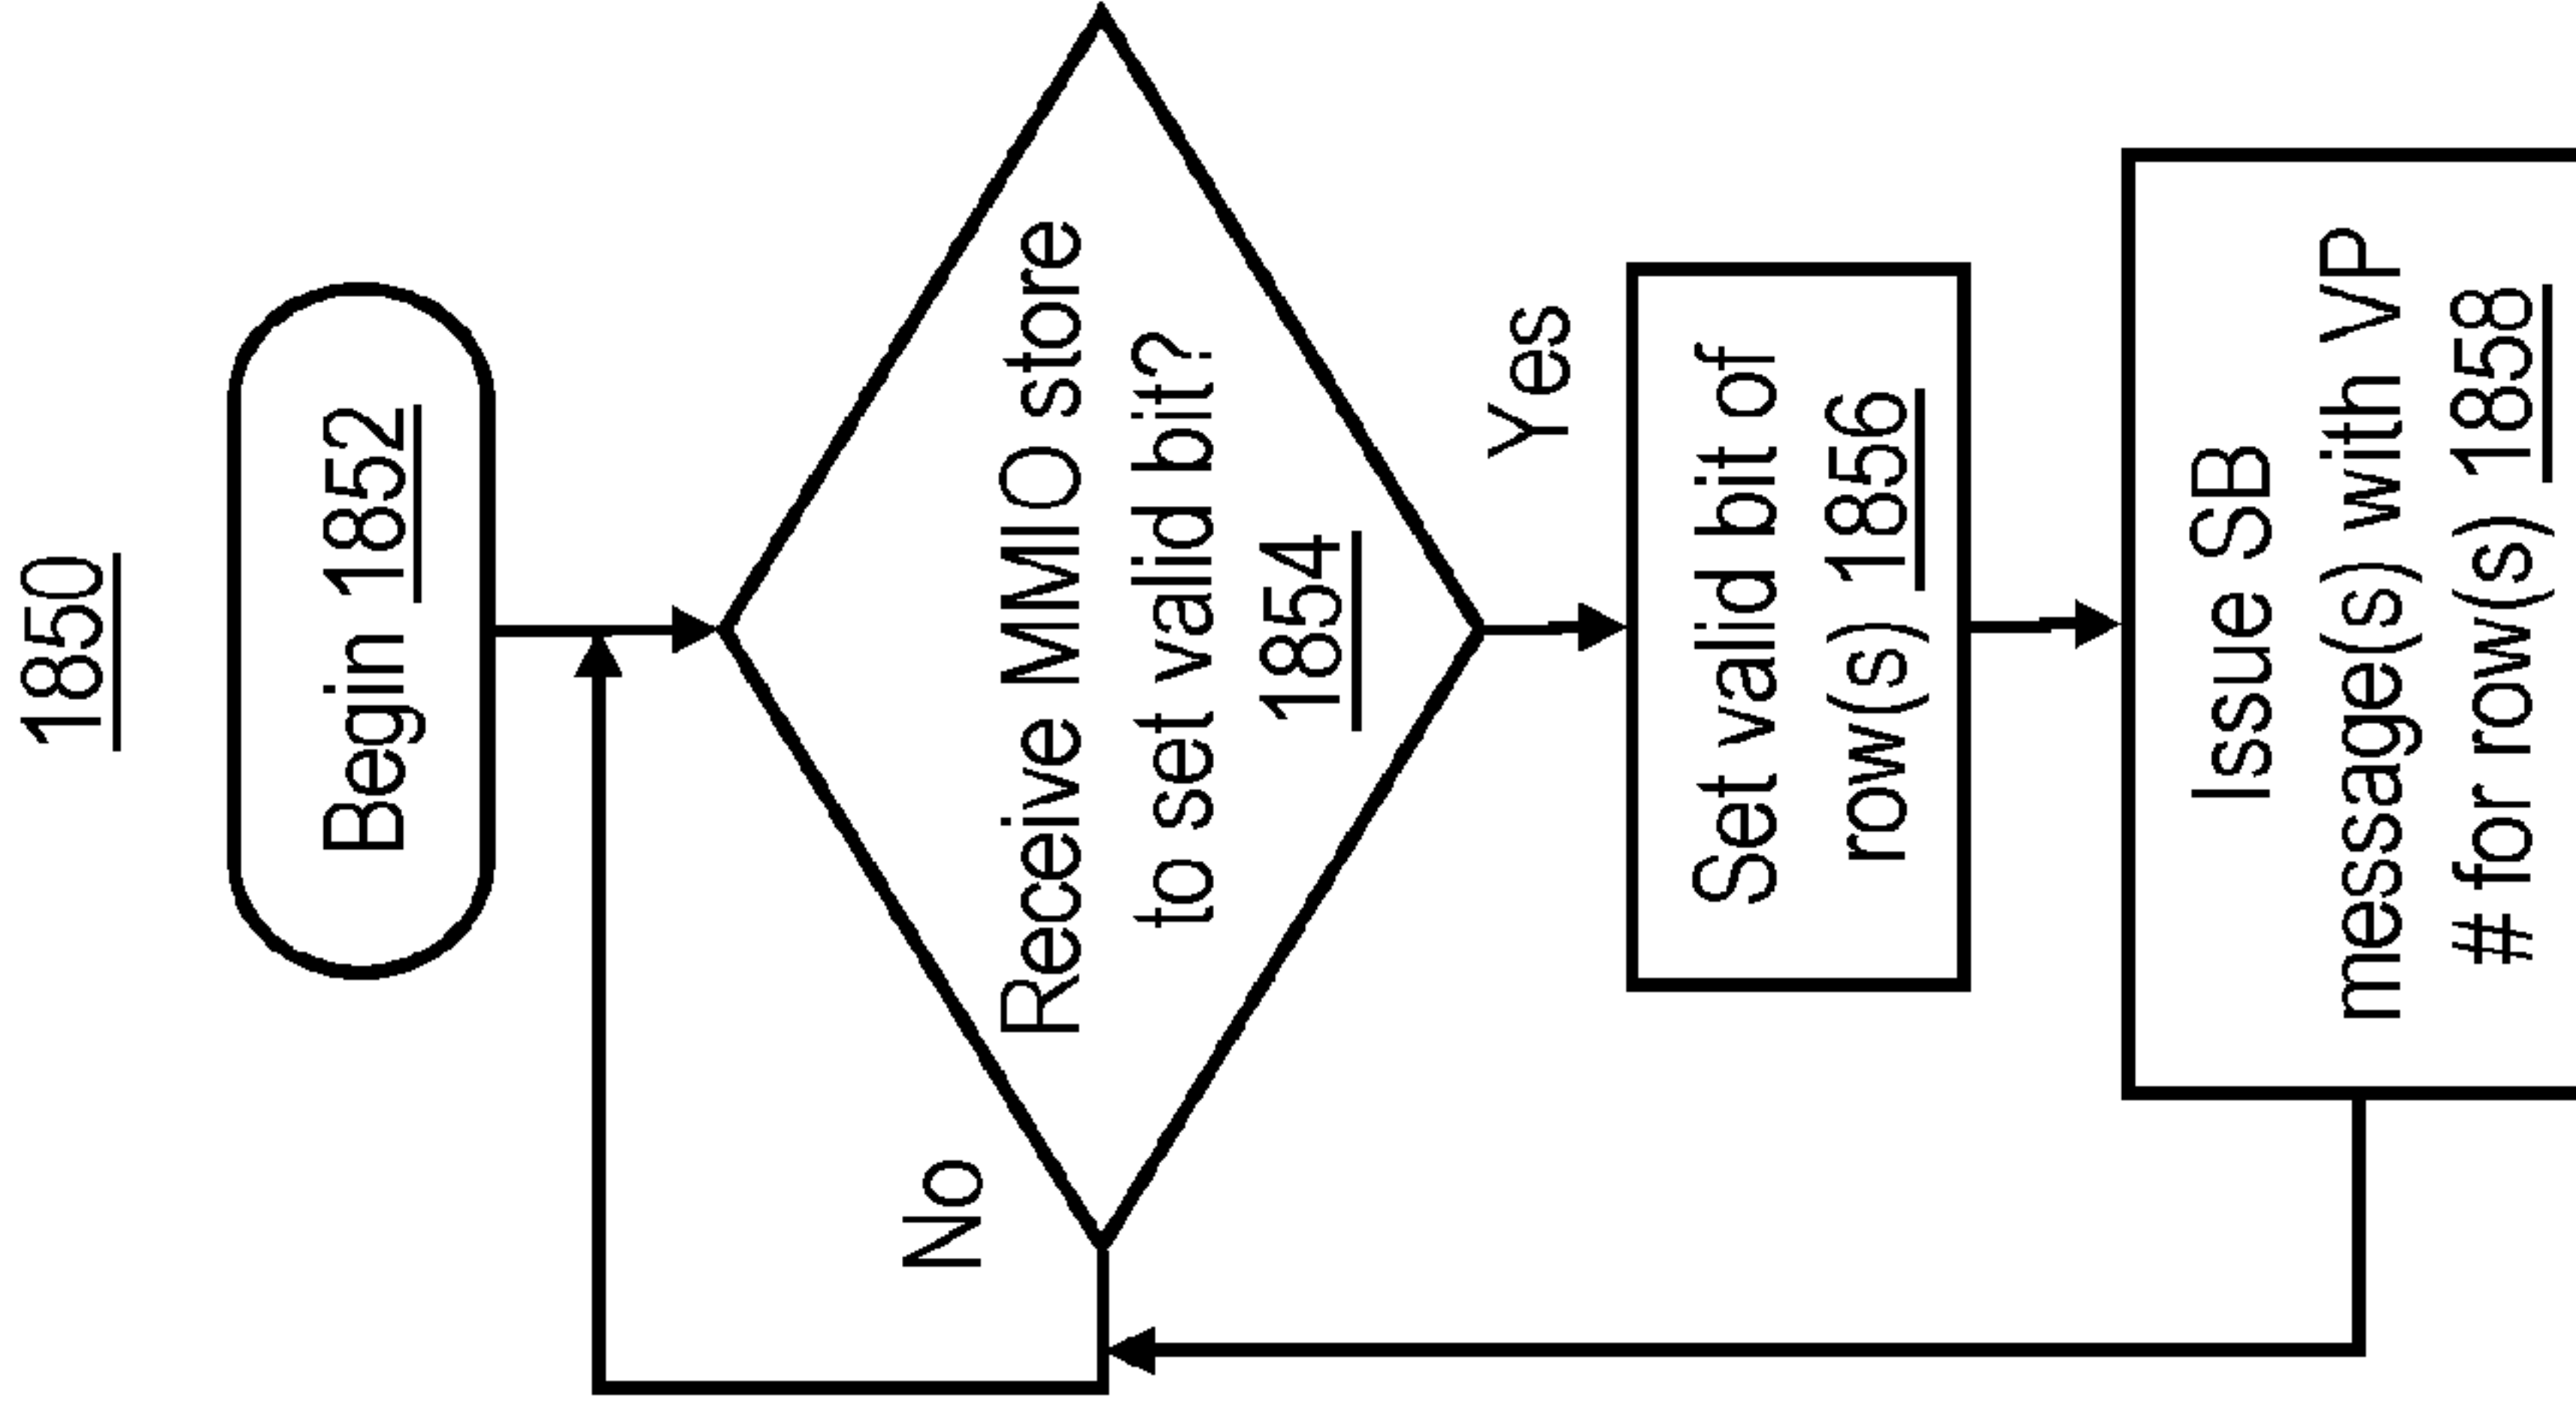 1850
Begin 1852
Receive MMIO store
to set valid bit?
1854
No
Yes
Set valid bit of
row(s) 1856
Issue SB
message(s) with VP
# for row(s) 1858